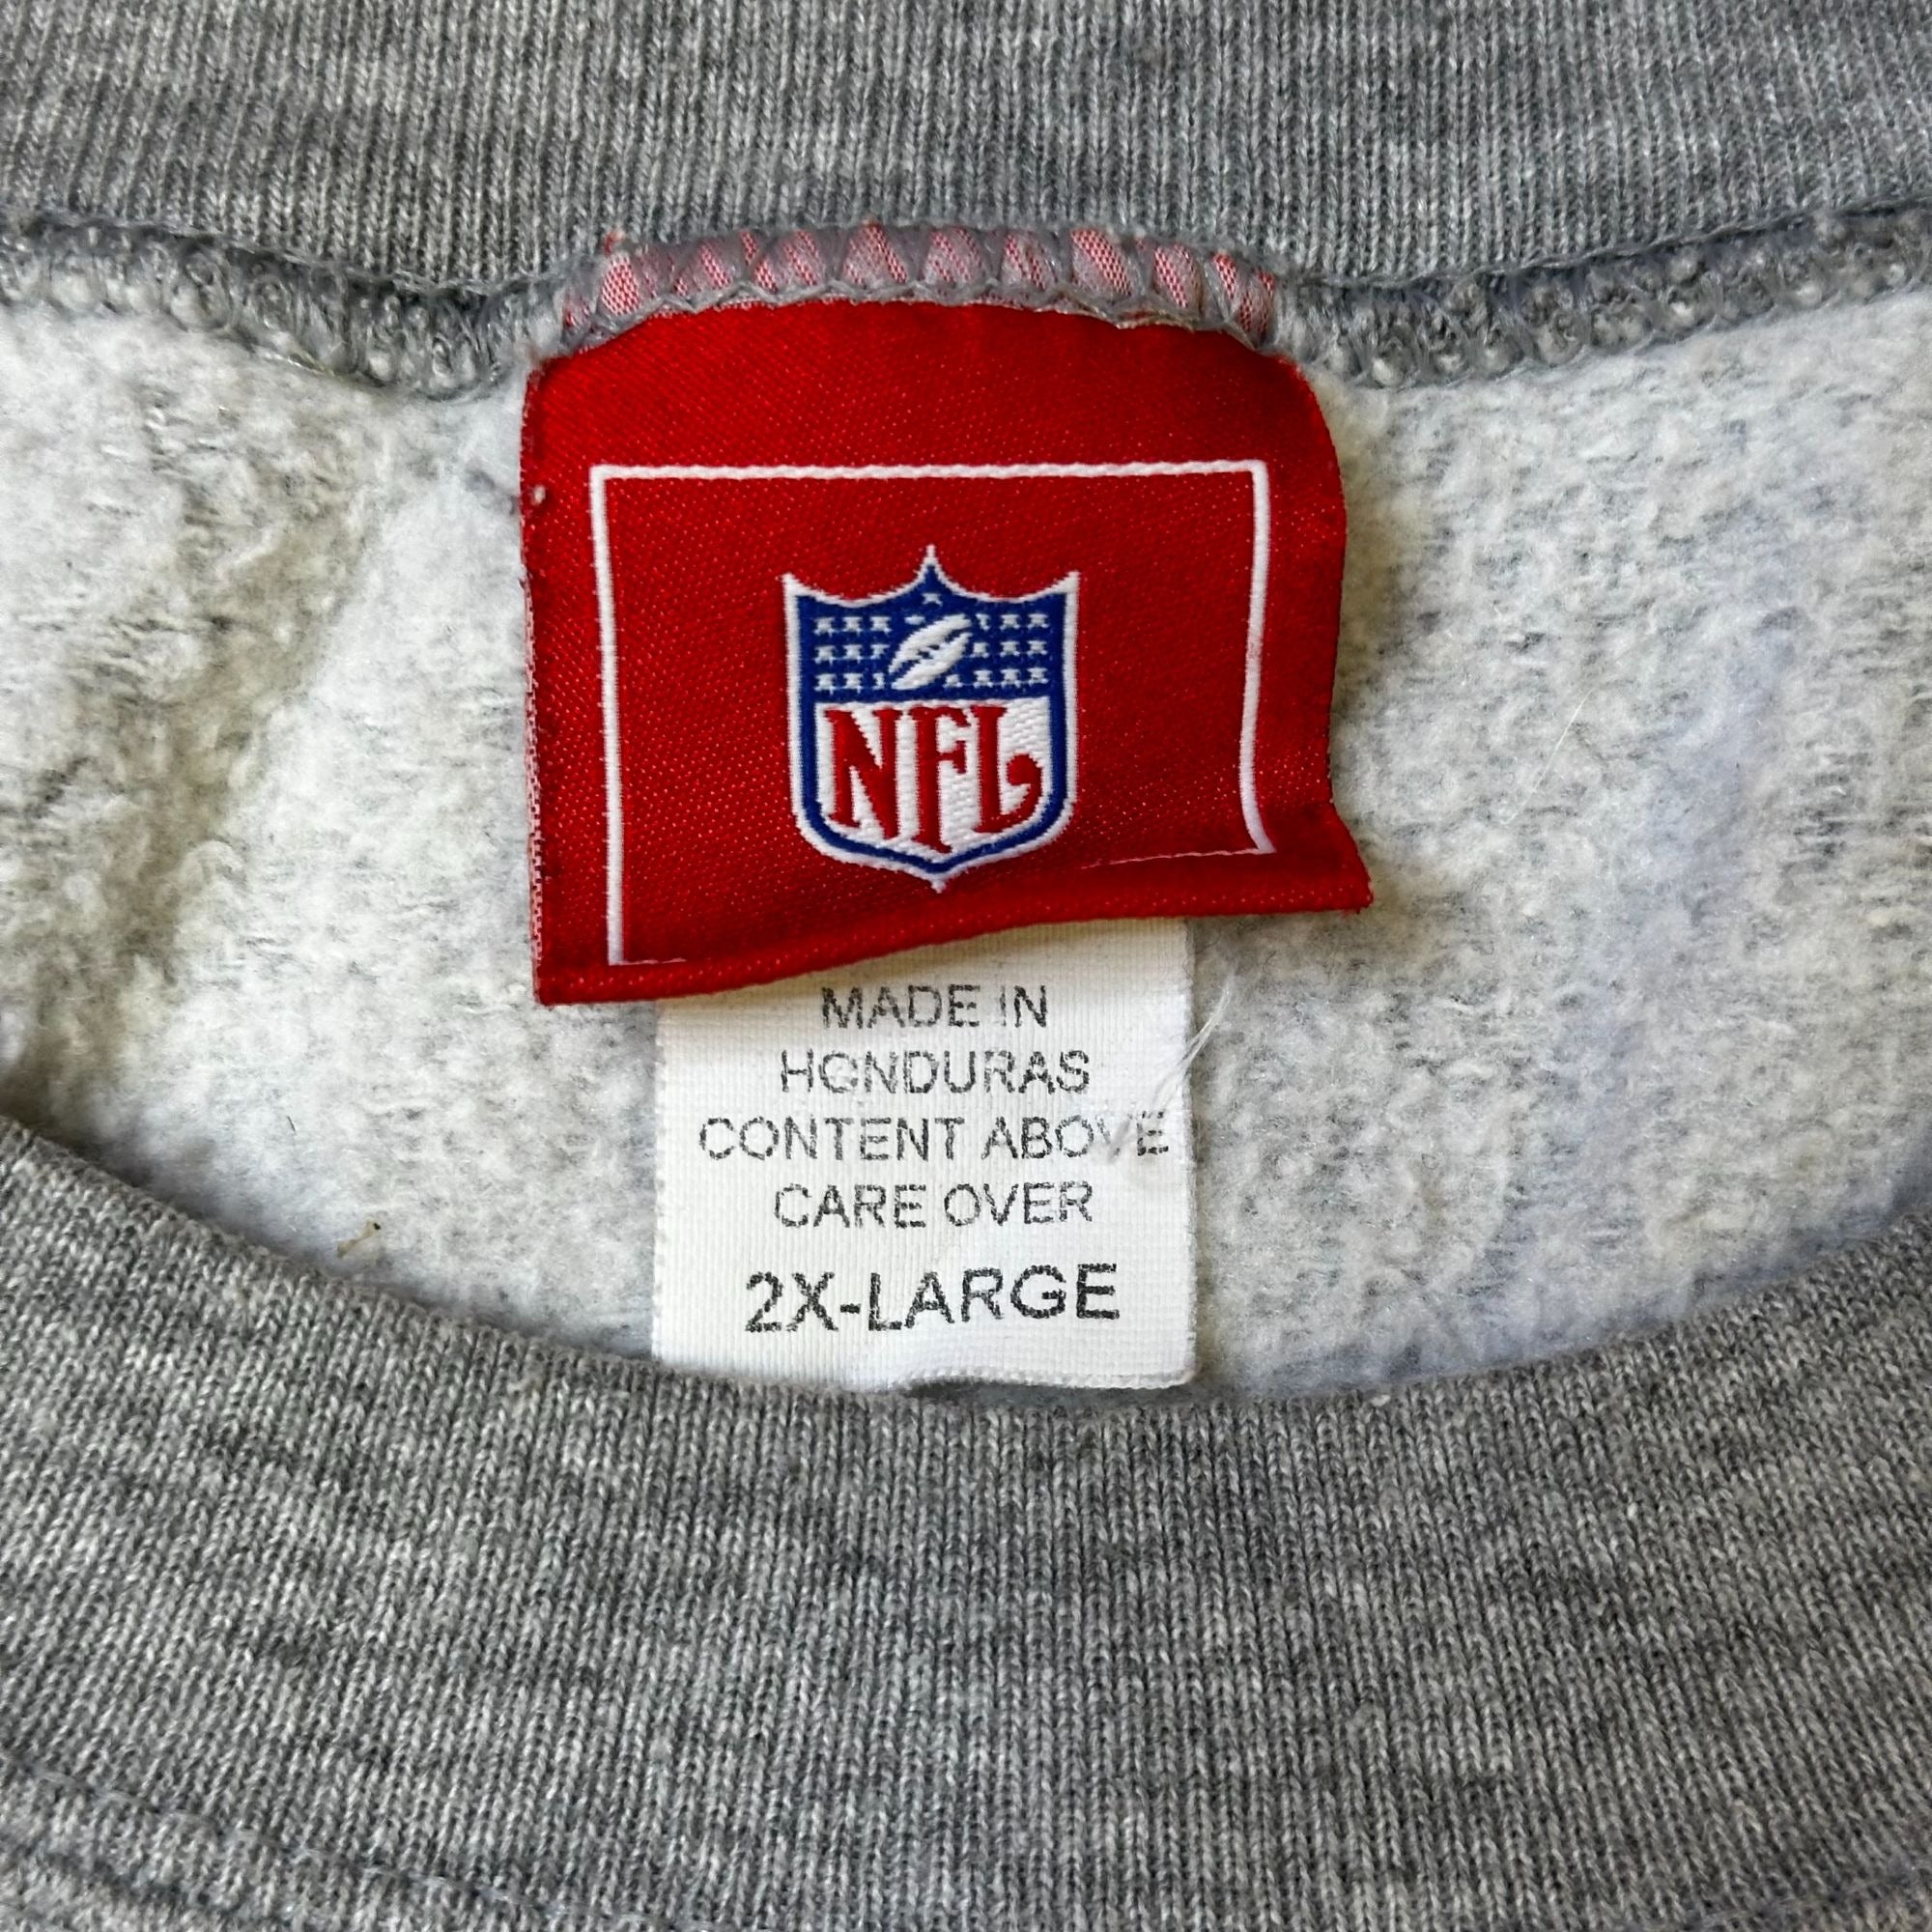 NFL
MADE IN
HONDURAS
CONTENT ABOVE
CARE OVER
2X-LARGE